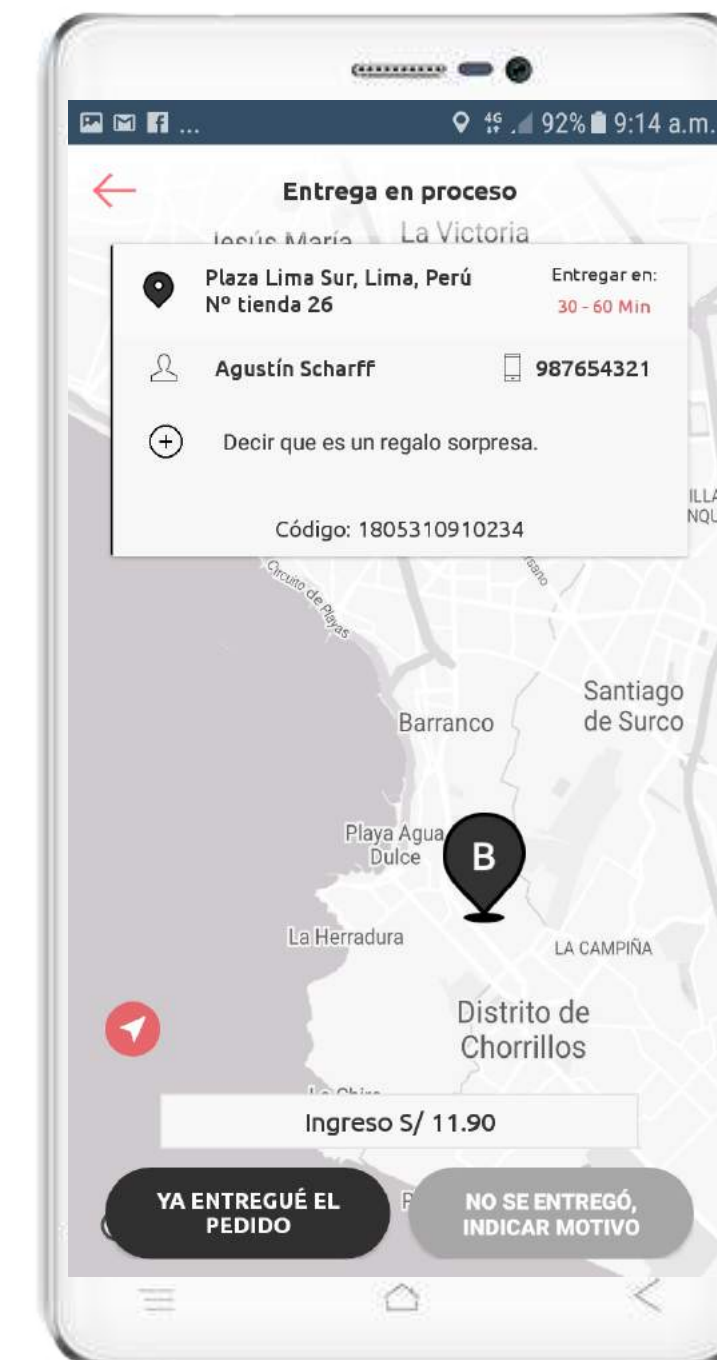 ... 4G 92% 9:14 a.m.
Entrega en proceso
Jesús María La Victoria
Plaza Lima Sur, Lima, Perú
Nº tienda 26
Entregar en:
30 - 60 Min
Agustín Scharff 987654321
Decir que es un regalo sorpresa.
Código: 1805310910234
Circuito de Playas
Barranco
Santiago
de Surco
Playa Agua
Dulce
B
La Herradura
LA CAMPIÑA
Distrito de
Chorrillos
Ingreso S/ 11.90
YA ENTREGUÉ EL
PEDIDO
NO SE ENTREGÓ,
INDICAR MOTIVO